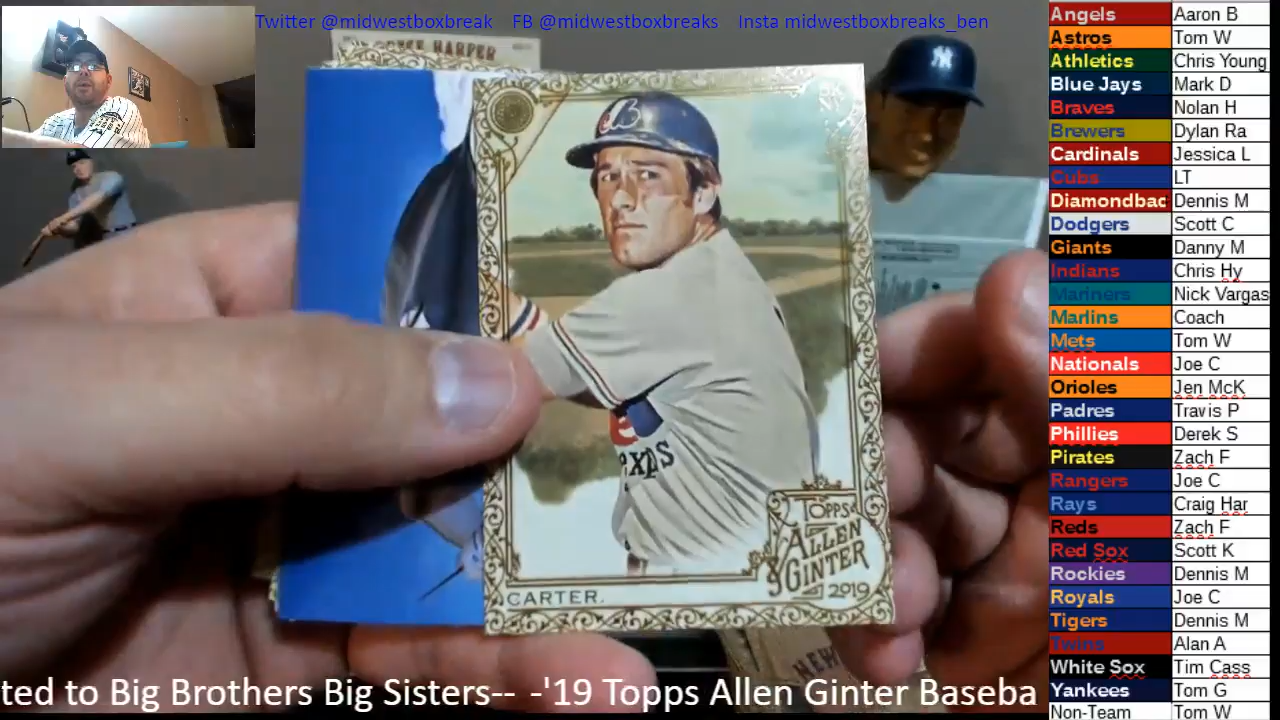 Twitter @midwestboxbreak FB @midwestboxbreaks Insta midwestboxbreaks_ben
HARPER
EXPOS
TOPPS
ALLEN
& GINTER
2019
CARTER.
ted to Big Brothers Big Sisters-- -'19 Topps Allen Ginter Baseba
Angels Aaron B
Astros Tom W
Athletics Chris Young
Blue Jays Mark D
Braves Nolan H
Brewers Dylan Ra
Cardinals Jessica L
Cubs LT
Diamondbac Dennis M
Dodgers Scott C
Giants Danny M
Indians Chris Hy
Mariners Nick Vargas
Marlins Coach
Mets Tom W
Nationals Joe C
Orioles Jen McK
Padres Travis P
Phillies Derek S
Pirates Zach F
Rangers Joe C
Rays Craig Har
Reds Zach F
Red Sox Scott K
Rockies Dennis M
Royals Joe C
Tigers Dennis M
Twins Alan A
White Sox Tim Cass
Yankees Tom G
Non-Team Tom W